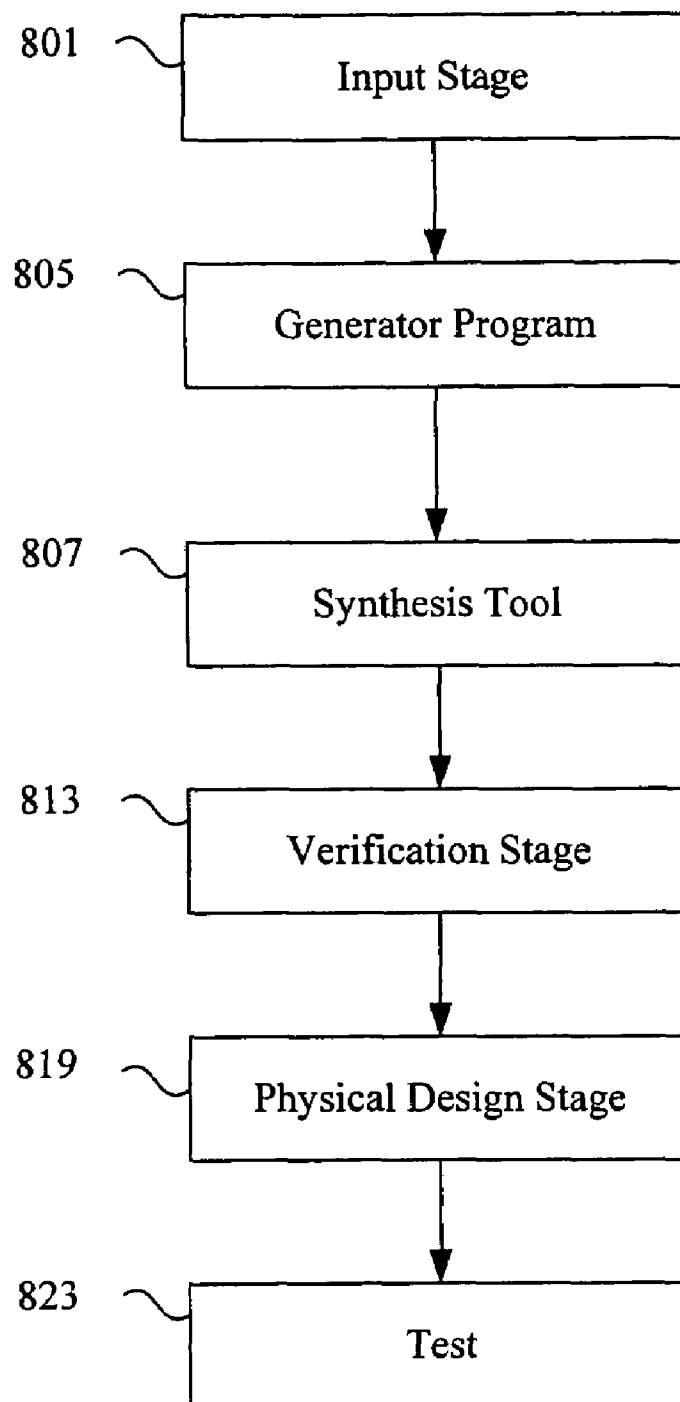 801
Input Stage
805
Generator Program
807
Synthesis Tool
813
Verification Stage
819
Physical Design Stage
823
Test